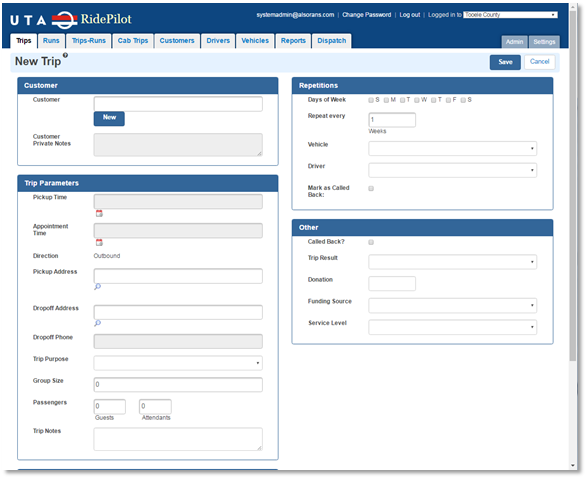 UTA RidePilot
systemadmin@alsorans.com | Change Password | Log out | Logged in to Tooele County
Trips Runs Trips-Runs Cab Trips Customers Drivers Vehicles Reports Dispatch Admin Settings
New Trip ? Save Cancel
Customer
Customer
New
Customer
Private Notes
Trip Parameters
Pickup Time
Appointment
Time
Direction Outbound
Pickup Address
Dropoff Address
Dropoff Phone
Trip Purpose
Group Size 0
Passengers 0 0
Guests Attendants
Trip Notes
Repetitions
Days of Week S M T W T F S
Repeat every 1
Weeks
Vehicle
Driver
Mark as Called
Back:
Other
Called Back?
Trip Result
Donation
Funding Source
Service Level